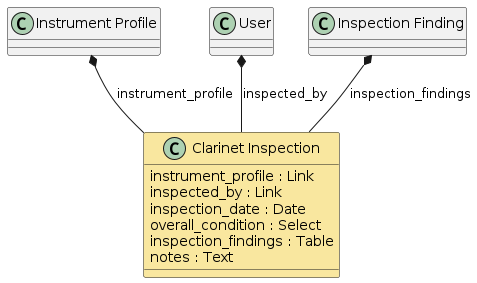 C Instrument Profile
C User
C Inspection Finding
instrument_profile
inspected_by
inspection_findings
C Clarinet Inspection
instrument_profile : Link
inspected_by : Link
inspection_date : Date
overall_condition : Select
inspection_findings : Table
notes : Text